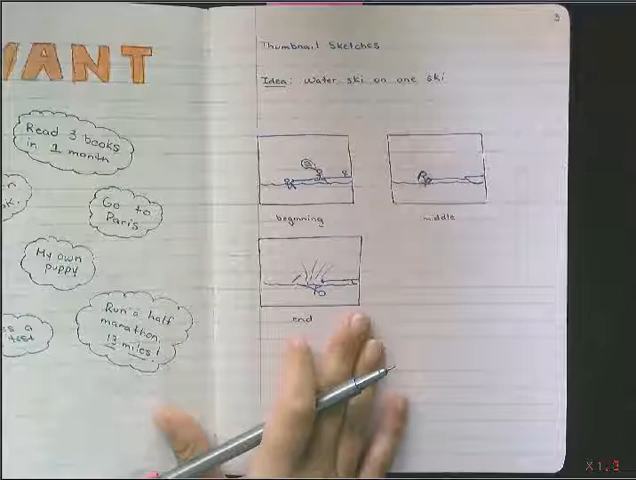 WANT
Read 3 books
in 1 month
Go to
Paris
My own
puppy
Run a half
marathon.
13 miles!
s a
test
3
Thumbnail Sketches
Idea: Water ski on one ski
beginning
middle
end
X1.